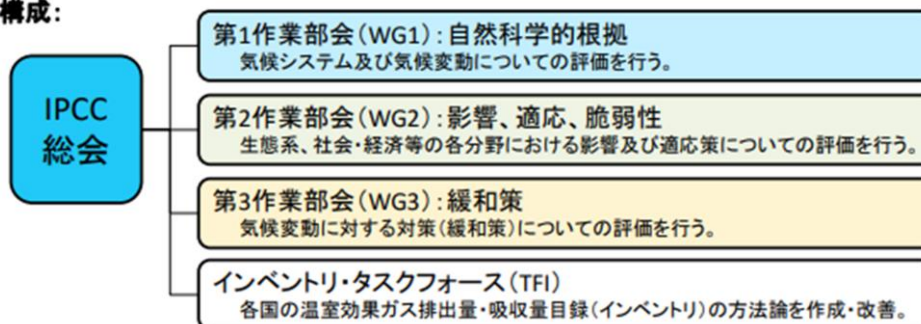 構成:
IPCC
総会
第1作業部会(WG1):自然科学的根拠
気候システム及び気候変動についての評価を行う。
第2作業部会(WG2):影響、適応、脆弱性
生態系、社会・経済等の各分野における影響及び適応策についての評価を行う。
第3作業部会(WG3):緩和策
気候変動に対する対策(緩和策)についての評価を行う。
インベントリ・タスクフォース(TFI)
各国の温室効果ガス排出量・吸収量目録(インベントリ)の方法論を作成・改善。